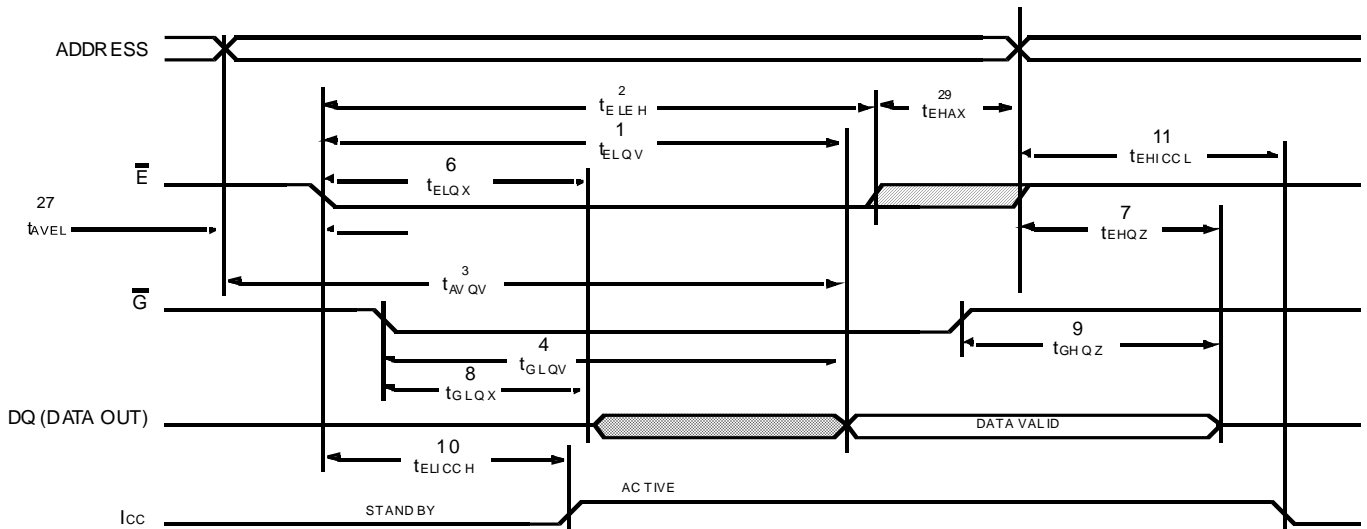 ADDRESS
2
tELEH
29
tEHAX
1
tELQV
11
tEHICCL
E
6
tELQX
27
tAVEL
7
tEHQZ
3
tAVQV
G
4
tGLQV
9
tGHQZ
8
tGLQX
DQ (DATA OUT)
DATA VALID
10
tELICCH
ACTIVE
ICC
STANDBY